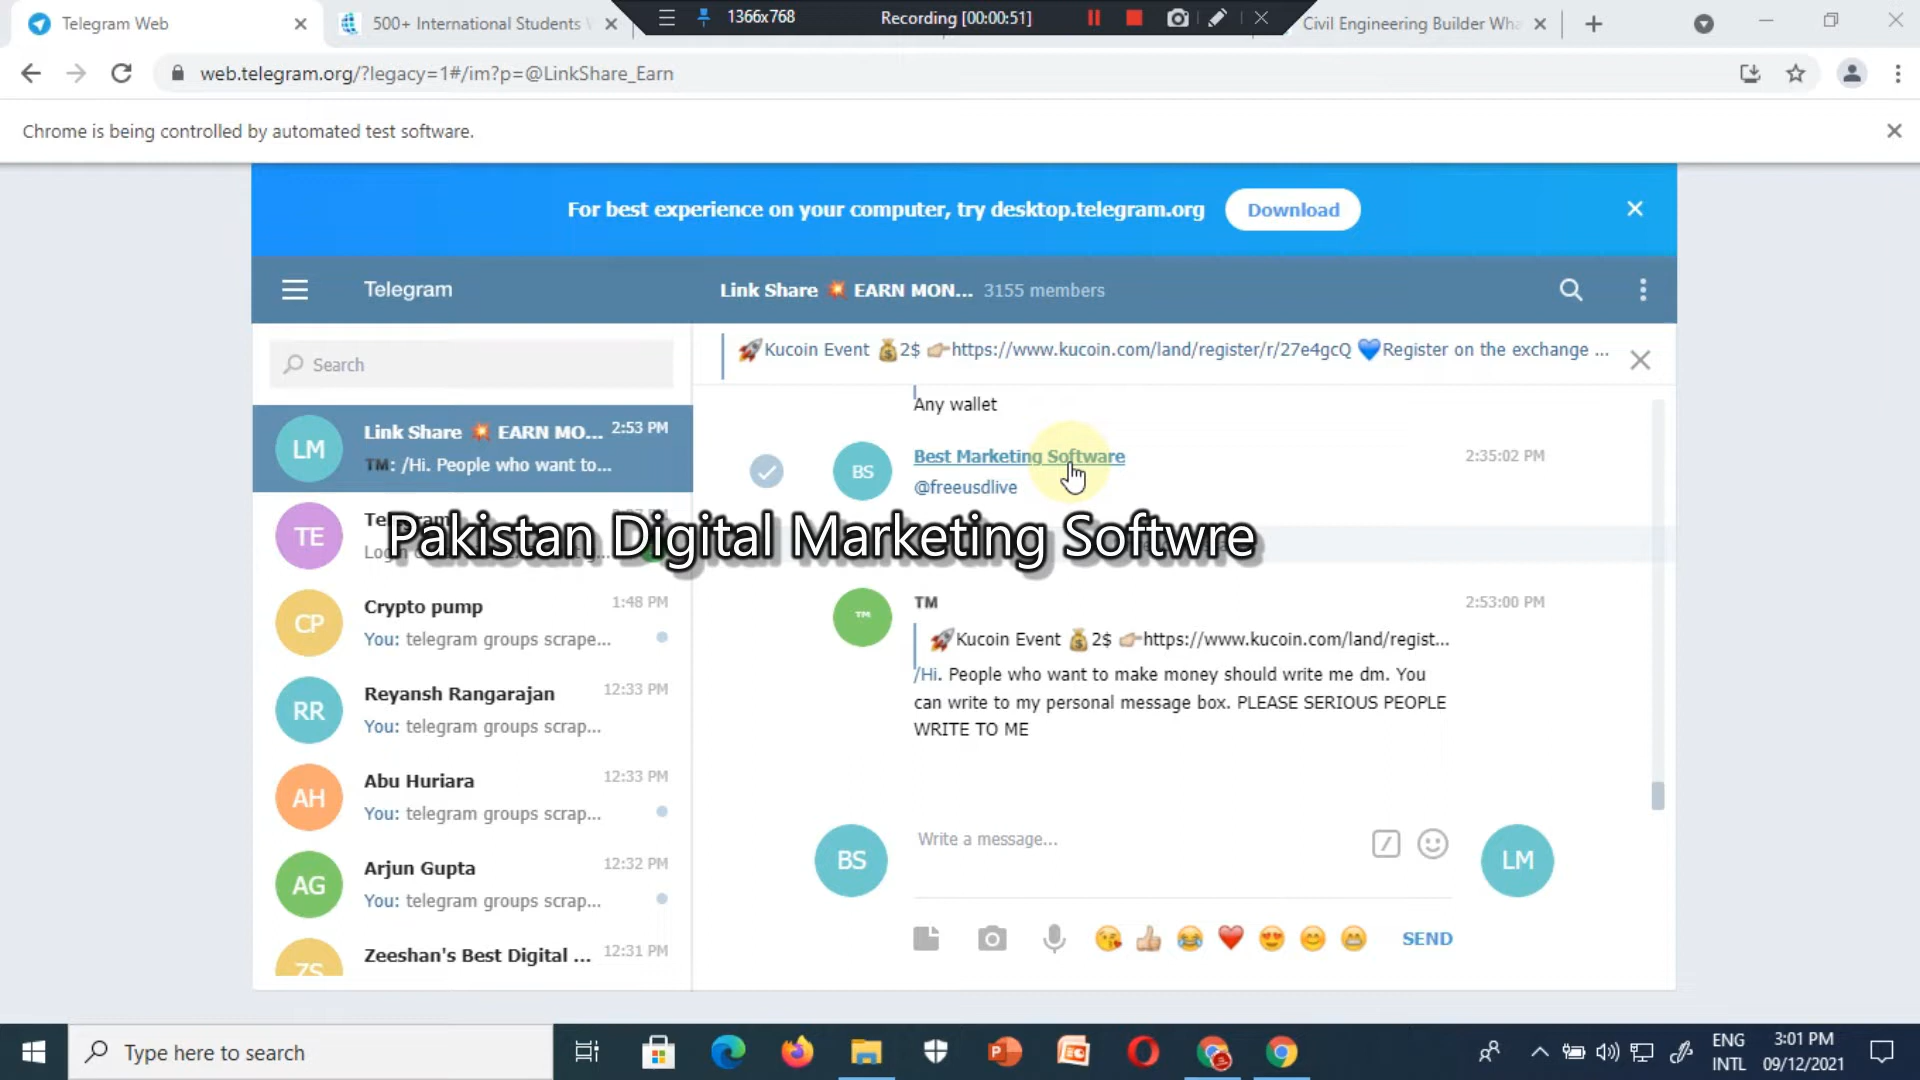 Telegram Web
500+ International Students
1366x768
Recording [00:00:51]
Civil Engineering Builder Wha
web.telegram.org/?legacy=1#/im?p=@LinkShare_Earn
Chrome is being controlled by automated test software.
For best experience on your computer, try desktop.telegram.org
Download
Telegram
Link Share 💥 EARN MON... 3155 members
Search
🚀Kucoin Event 💰2$ 👉🏻https://www.kucoin.com/land/register/r/27e4gcQ 💙Register on the exchange ...
Any wallet
LM
Link Share 💥 EARN MO... 2:53 PM
TM: /Hi. People who want to...
BS
Best Marketing Software
2:35:02 PM
@freeusdlive
TE
Telegram
Pakistan Digital Marketing Softwre
CP
Crypto pump
1:48 PM
You: telegram groups scrape...
™
TM
2:53:00 PM
🚀Kucoin Event 💰2$ 👉🏻https://www.kucoin.com/land/regist...
/Hi. People who want to make money should write me dm. You
can write to my personal message box. PLEASE SERIOUS PEOPLE
WRITE TO ME
RR
Reyansh Rangarajan
12:33 PM
You: telegram groups scrap...
AH
Abu Huriara
12:33 PM
You: telegram groups scrap...
AG
Arjun Gupta
12:32 PM
You: telegram groups scrap...
ZS
Zeeshan's Best Digital ...
12:31 PM
BS
Write a message...
LM
SEND
Type here to search
ENG
INTL
3:01 PM
09/12/2021